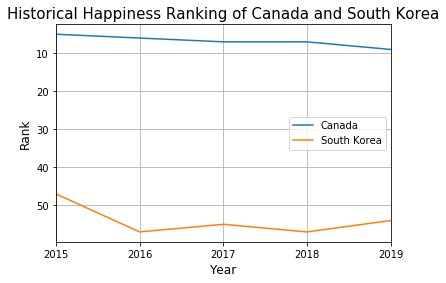 Historical Happiness Ranking of Canada and South Korea
10
20
30
40
50
Rank
Canada
South Korea
2015
2016
2017
2018
2019
Year